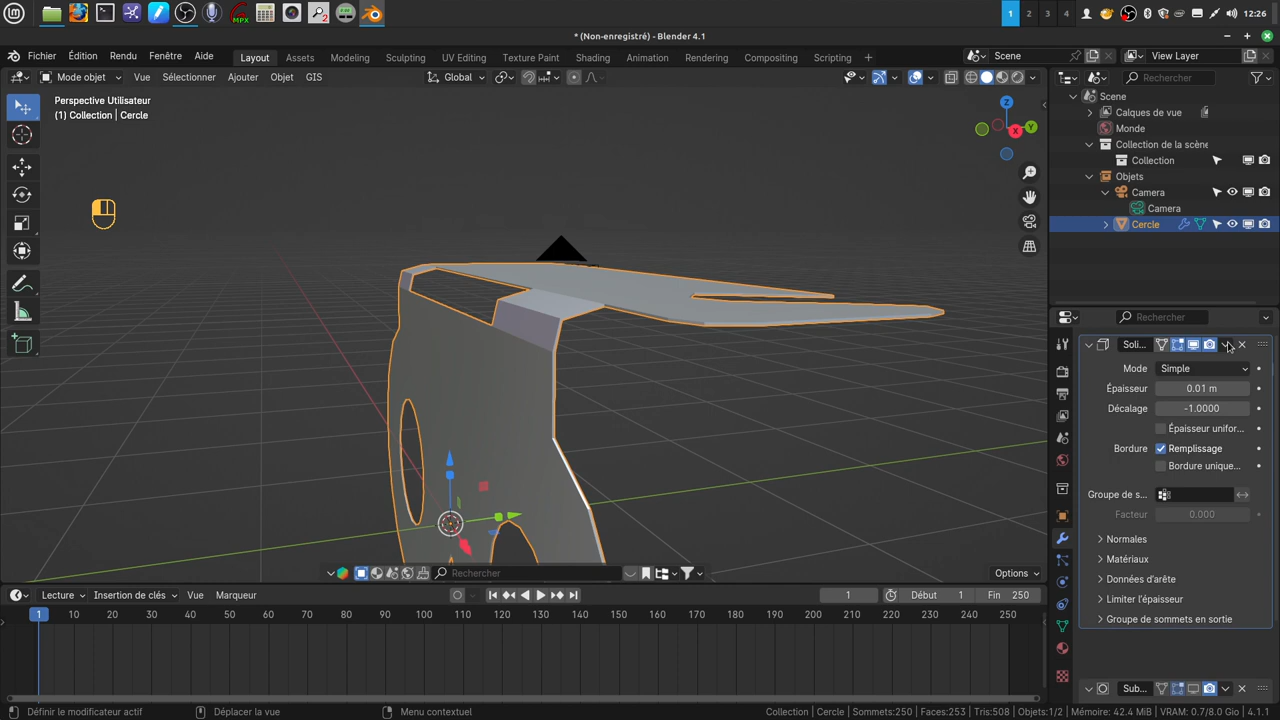 MPX
1
2
3
4
12:26
* (Non-enregistré) - Blender 4.1
Fichier
Édition
Rendu
Fenêtre
Aide
Layout
Assets
Modeling
Sculpting
UV Editing
Texture Paint
Shading
Animation
Rendering
Compositing
Scripting
+
Scene
View Layer
Mode objet
Vue
Sélectionner
Ajouter
Objet
GIS
Global
Rechercher
Perspective Utilisateur
(1) Collection | Cercle
Z
Y
X
Scene
Calques de vue
Monde
Collection de la scène
Collection
Objets
Camera
Camera
Cercle
Rechercher
Soli...
Mode
Simple
Épaisseur
0.01 m
Décalage
-1.0000
Épaisseur unifor...
Bordure
Remplissage
Bordure unique...
Groupe de s...
Facteur
0.000
Normales
Matériaux
Données d'arête
Limiter l'épaisseur
Groupe de sommets en sortie
Sub...
Rechercher
Options
Lecture
Insertion de clés
Vue
Marqueur
1
Début
1
Fin
250
1
10
20
30
40
50
60
70
80
90
100
110
120
130
140
150
160
170
180
190
200
210
220
230
240
250
Définir le modificateur actif
Déplacer la vue
Menu contextuel
Collection | Cercle | Sommets:250 | Faces:253 | Tris:508 | Objets:1/2 | Mémoire: 42.4 MiB | VRAM: 0.7/8.0 Gio | 4.1.1